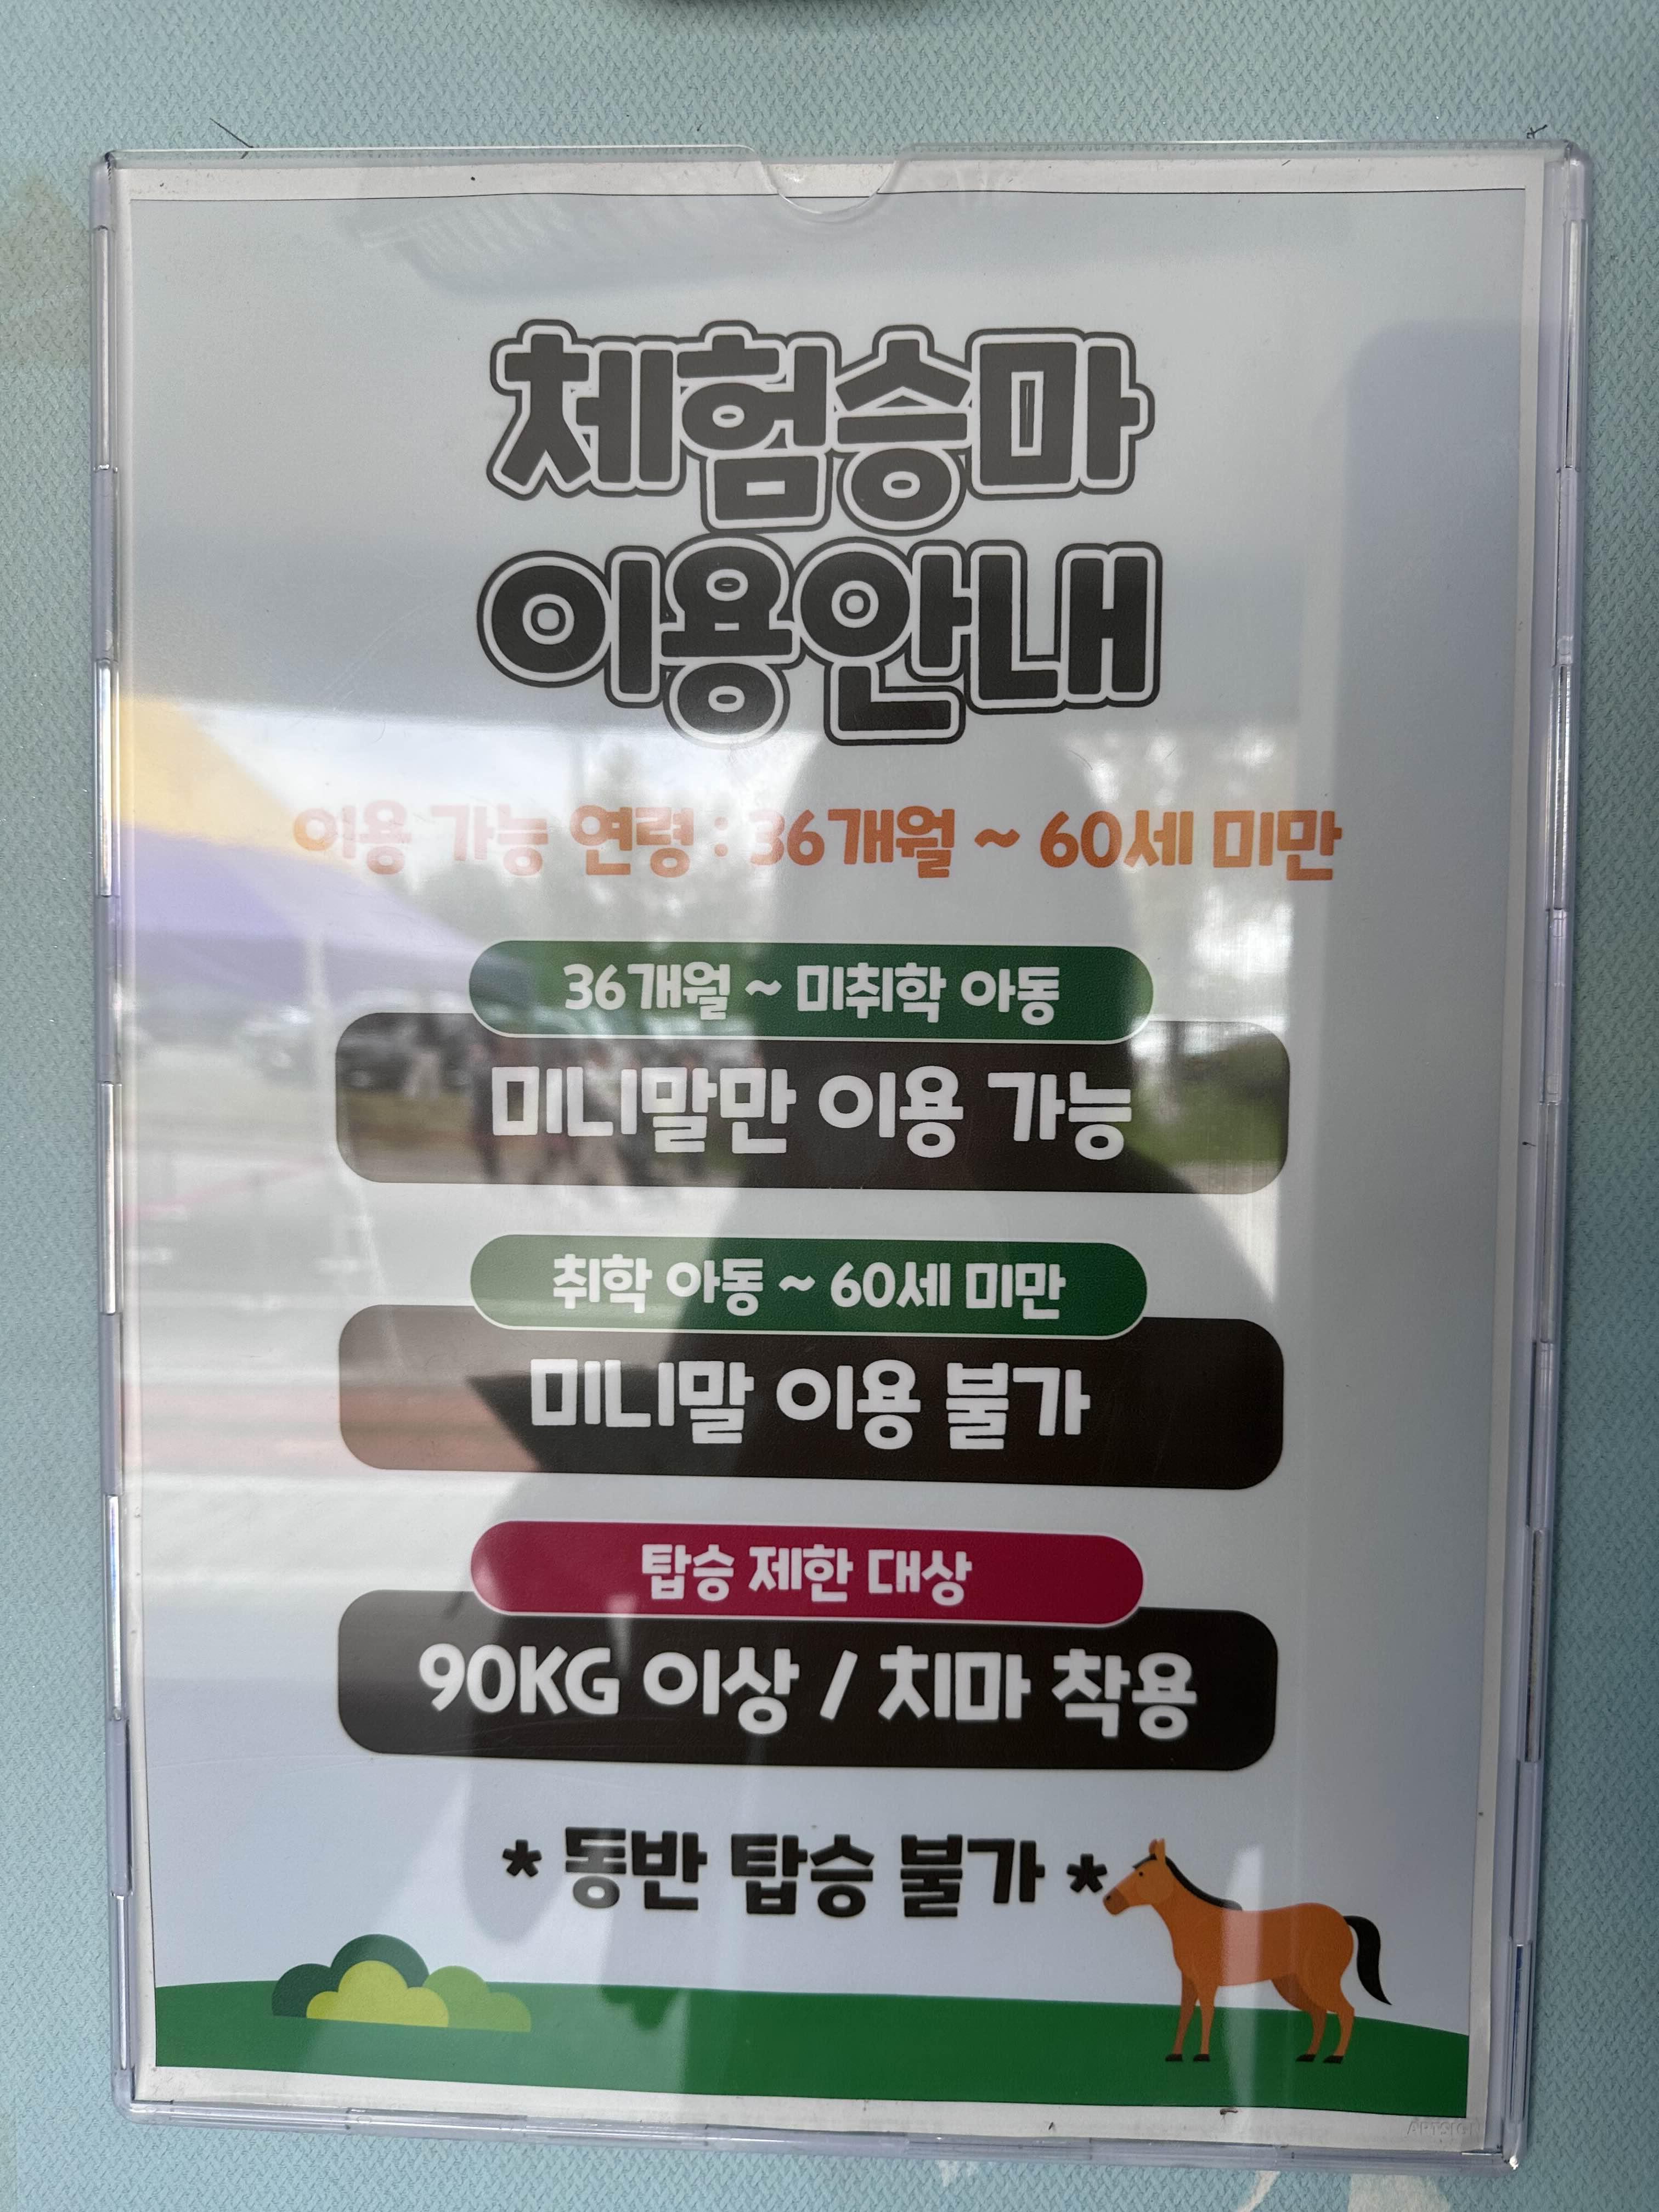 체험승마
이용안내
이용 가능 연령 : 36개월 ~ 60세 미만
36개월 ~ 미취학 아동
미니말만 이용 가능
취학 아동 ~ 60세 미만
미니말 이용 불가
탑승 제한 대상
90KG 이상 / 치마 착용
* 동반 탑승 불가 *